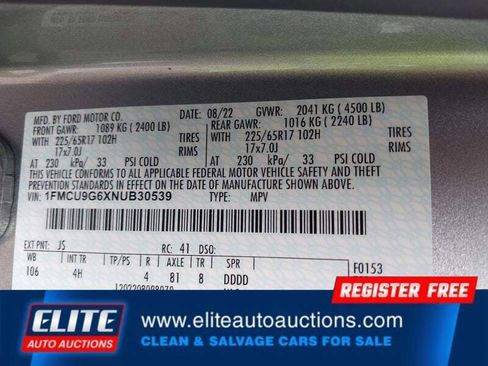 MFD. BY FORD MOTOR CO. 08/22 GVWR: 2041 KG (4500 LB)
FRONT GAWR: 1089 KG (2400 LB) REAR GAWR: 1016 KG (2240 LB)
WITH 225/65R17 102H TIRES WITH 225/65R17 102H TIRES
17x7.0J RIMS 17x7.0J RIMS
AT 230 kPa/ 33 PSI COLD AT 230 kPa/ 33 PSI COLD
THIS VEHICLE CONFORMS TO ALL APPLICABLE FEDERAL MOTOR VEHICLE SAFETY AND THEFT
PREVENTION STANDARDS IN EFFECT ON THE DATE OF MANUFACTURE SHOWN ABOVE.
VIN: 1FMCU9G6XNUB30539 TYPE: MPV
EXT PNT: JS RC: 41 DSO:
WB INT TR TP/PS R AXLE TR SPR
106 4H 4 81 8 DDDD
F0153
REGISTER FREE
ELITE
AUTO AUCTIONS
www.eliteautoauctions.com
CLEAN & SALVAGE CARS FOR SALE